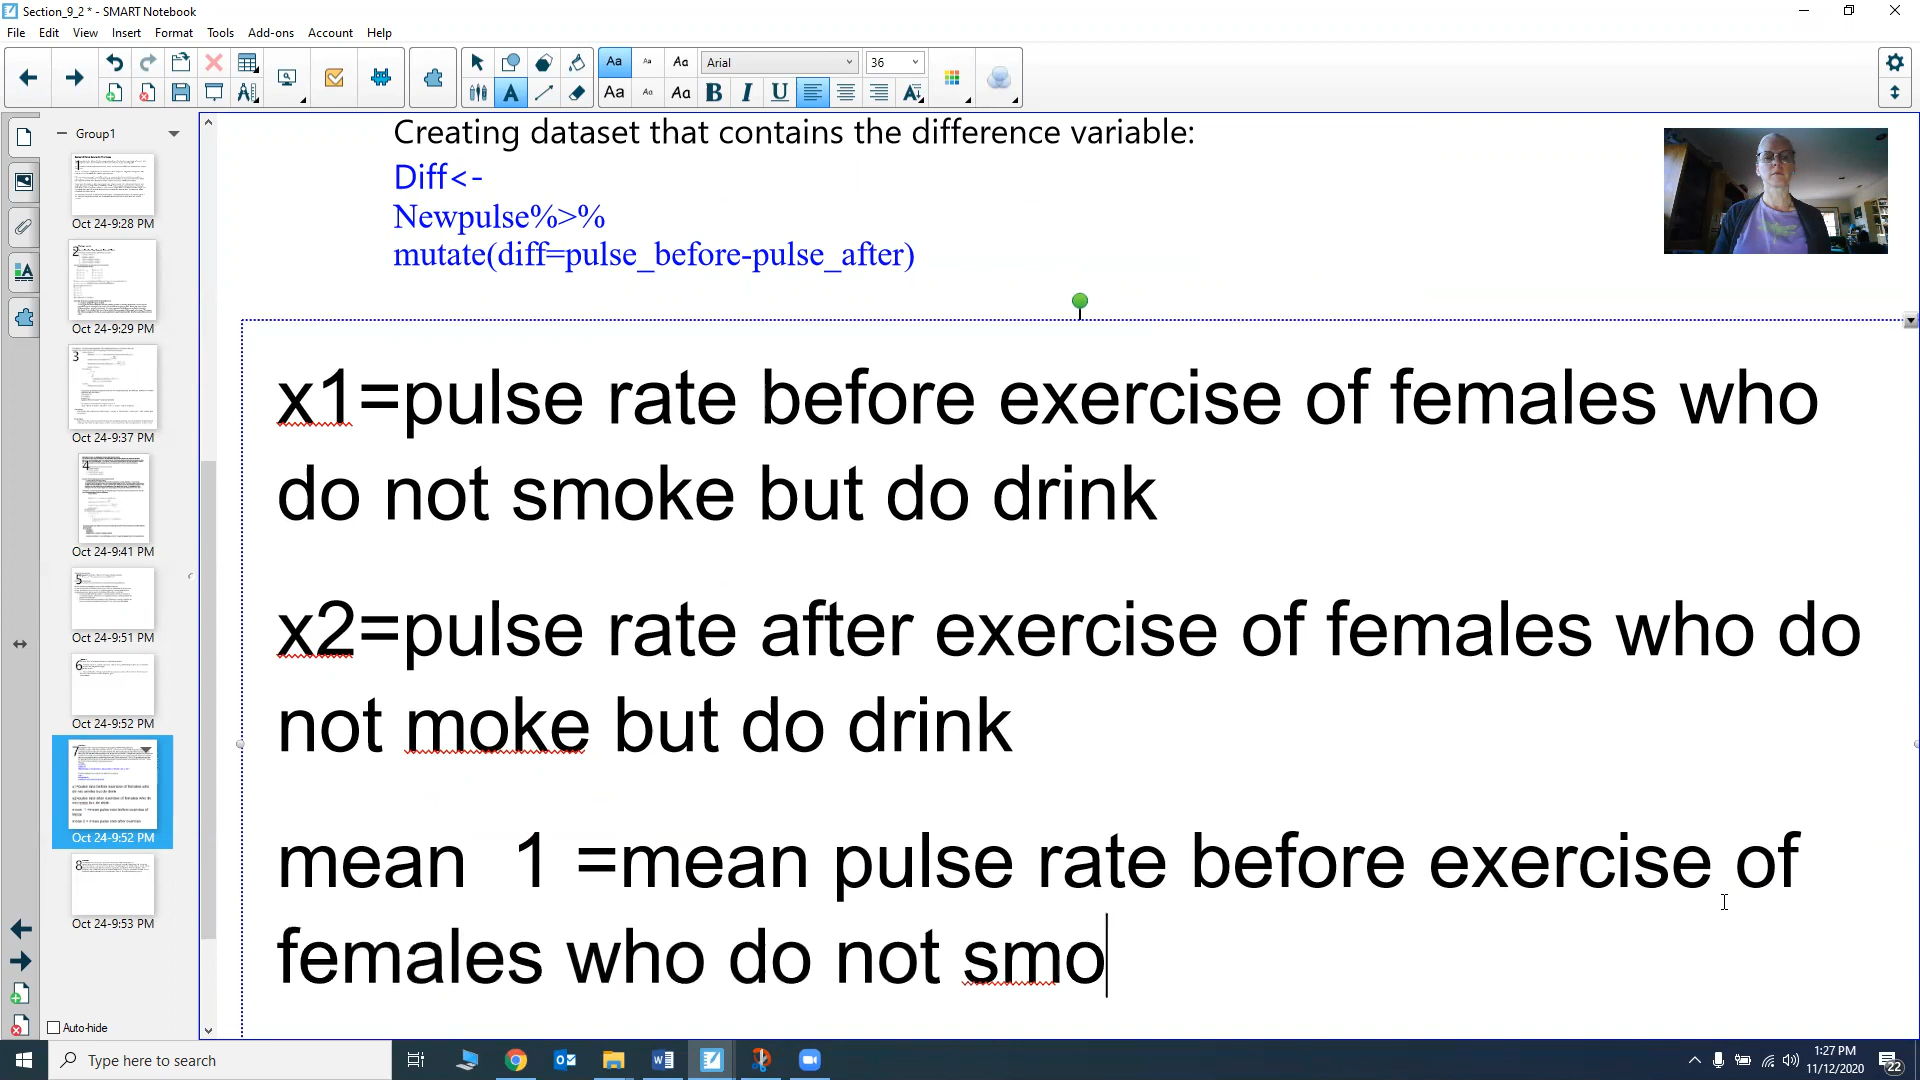 Section_9_2 * - SMART Notebook
File Edit View Insert Format Tools Add-ons Account Help
Arial 36
Group1
Oct 24-9:28 PM
Oct 24-9:29 PM
Oct 24-9:37 PM
Oct 24-9:41 PM
Oct 24-9:51 PM
Oct 24-9:52 PM
Oct 24-9:52 PM
Oct 24-9:53 PM
Auto-hide
Creating dataset that contains the difference variable:
Diff<-
Newpulse%>%
mutate(diff=pulse_before-pulse_after)
x1=pulse rate before exercise of females who
do not smoke but do drink
x2=pulse rate after exercise of females who do
not moke but do drink
mean 1 =mean pulse rate before exercise of
females who do not smo
Type here to search
1:27 PM
11/12/2020
22